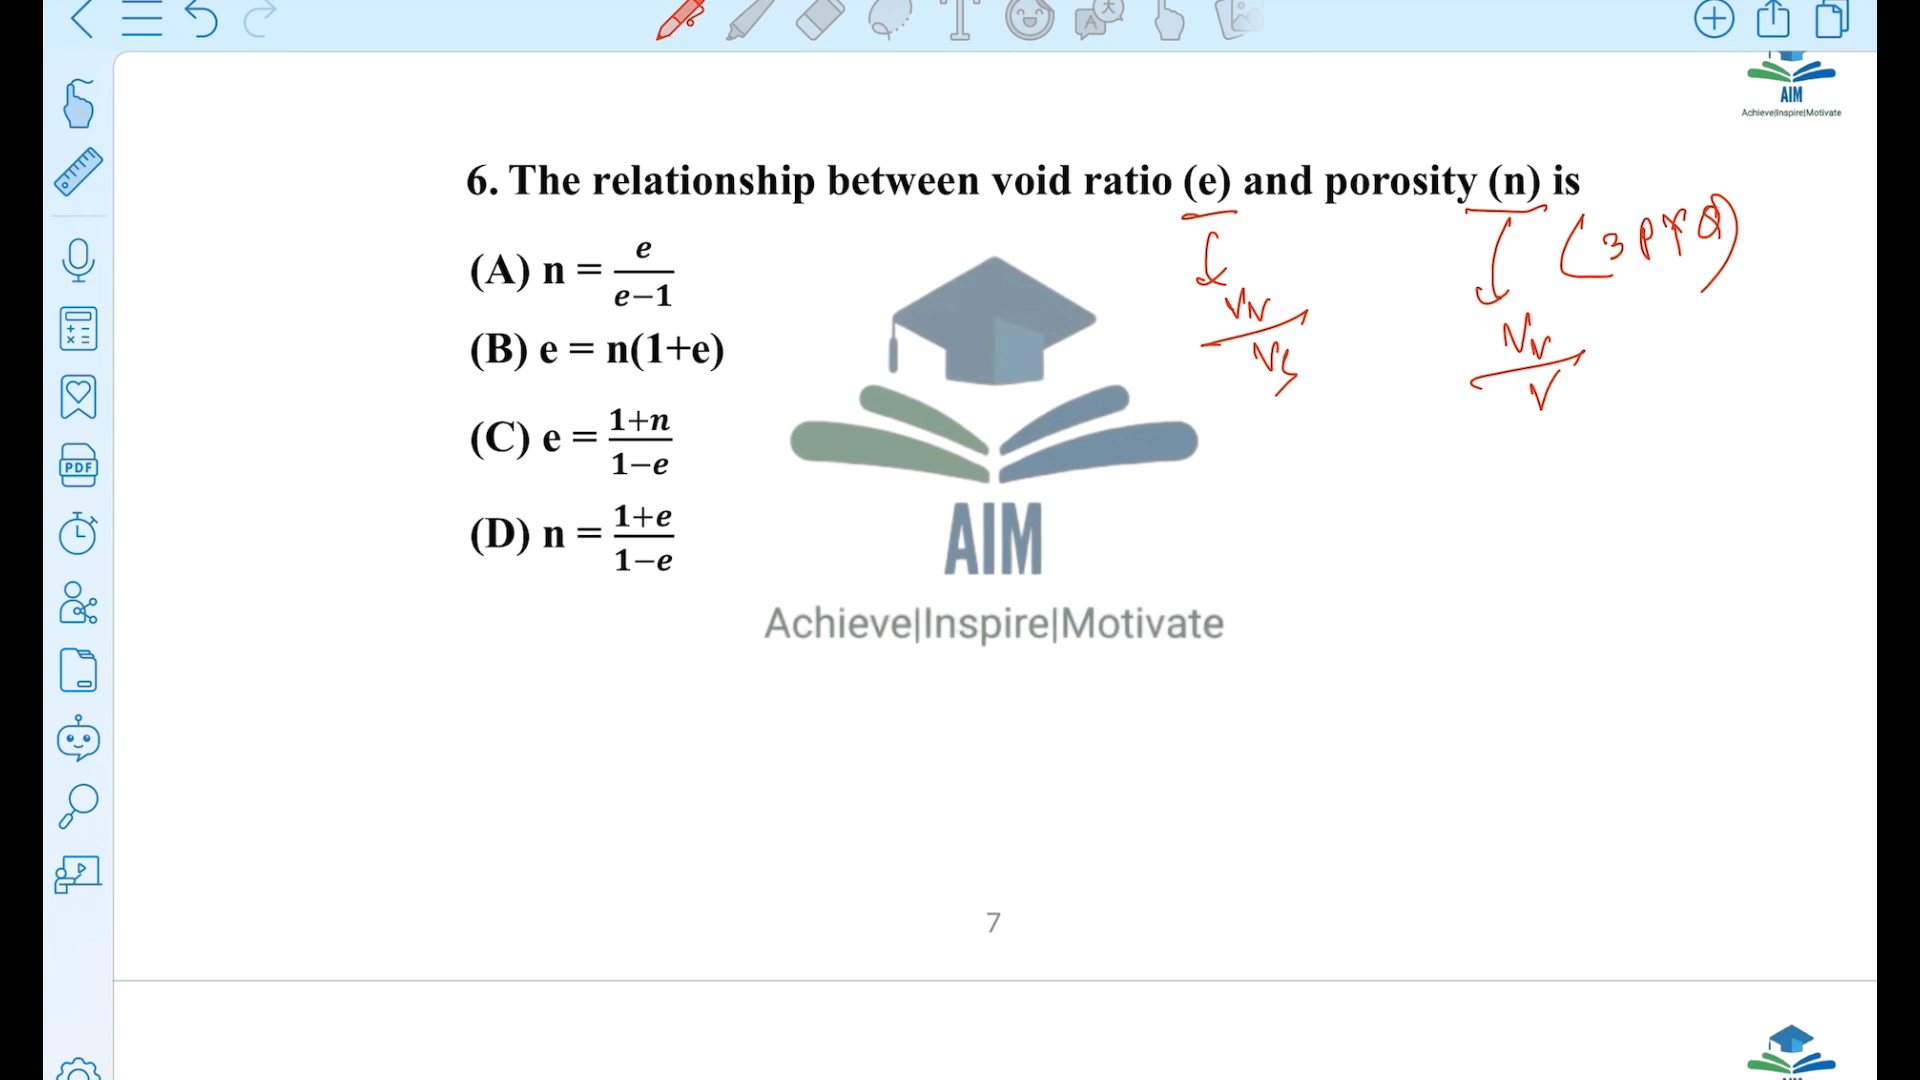 AIM
Achieve|Inspire|Motivate
6. The relationship between void ratio (e) and porosity (n) is
(A) n = e/(e−1)
(B) e = n(1+e)
(C) e = (1+n)/(1−e)
(D) n = (1+e)/(1−e)
Vv
Vs
Vv
V
AIM
Achieve|Inspire|Motivate
PDF
7